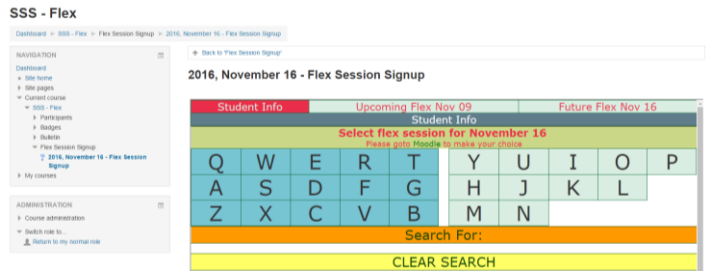 SSS - Flex
Dashboard ► SSS - Flex ► Flex Session Signup ► 2016, November 16 - Flex Session Signup
NAVIGATION
Dashboard
Site home
Site pages
Current course
SSS - Flex
Participants
Badges
Bulletin
Flex Session Signup
2016, November 16 - Flex Session
Signup
My courses
ADMINISTRATION
Course administration
Switch role to...
Return to my normal role
Back to 'Flex Session Signup'
2016, November 16 - Flex Session Signup
Student Info Upcoming Flex Nov 09 Future Flex Nov 16
Student Info
Select flex session for November 16
Please goto Moodle to make your choice
Q W E R T Y U I O P
A S D F G H J K L
Z X C V B M N
Search For:
CLEAR SEARCH